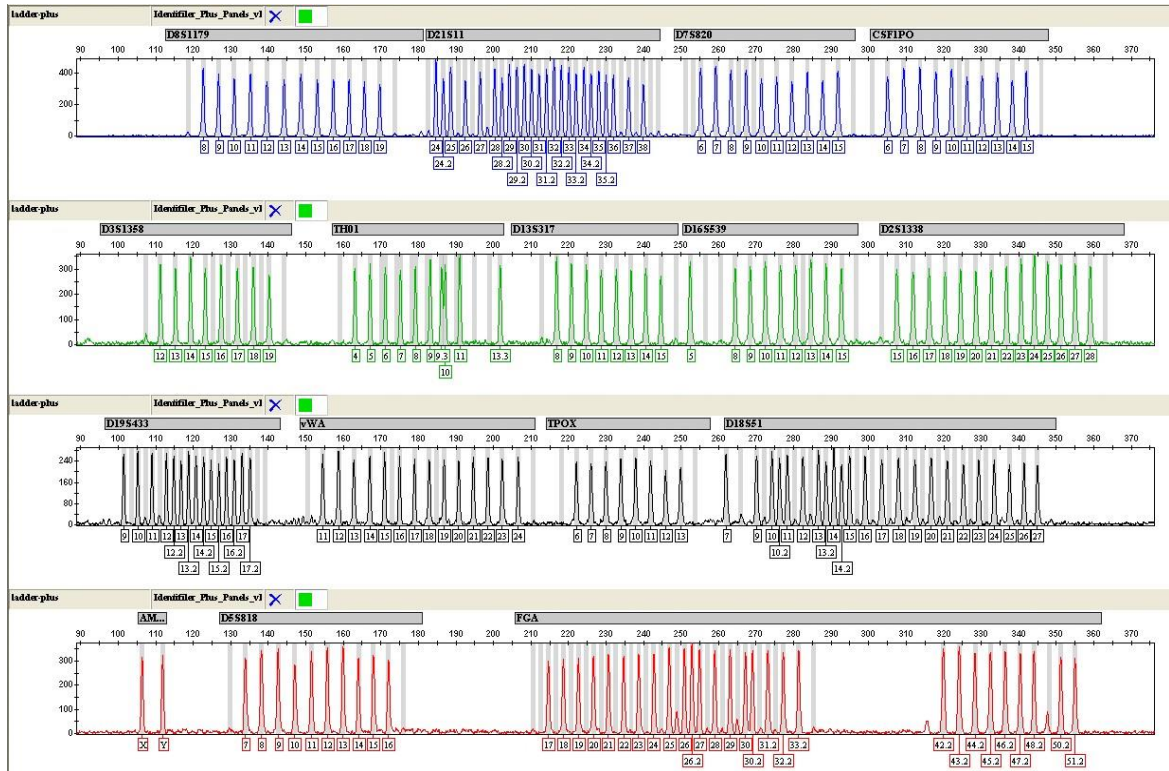 ladder-plus Identifiler_Plus_Panels_v1
D8S1179 D21S11 D7S820 CSF1PO
90 100 110 120 130 140 150 160 170 180 190 200 210 220 230 240 250 260 270 280 290 300 310 320 330 340 350 360 370
400
200
0
8 9 10 11 12 13 14 15 16 17 18 19 24 25 26 27 28 29 30 31 32 33 34 35 36 37 38 6 7 8 9 10 11 12 13 14 15 6 7 8 9 10 11 12 13 14 15
24.2 28.2 30.2 32.2 34.2
29.2 31.2 33.2 35.2
ladder-plus Identifiler_Plus_Panels_v1
D3S1358 TH01 D13S317 D16S539 D2S1338
90 100 110 120 130 140 150 160 170 180 190 200 210 220 230 240 250 260 270 280 290 300 310 320 330 340 350 360 370
300
200
100
0
12 13 14 15 16 17 18 19 4 5 6 7 8 9 9.3 11 13.3 8 9 10 11 12 13 14 15 5 8 9 10 11 12 13 14 15 15 16 17 18 19 20 21 22 23 24 25 26 27 28
10
ladder-plus Identifiler_Plus_Panels_v1
D19S433 vWA TPOX D18S51
90 100 110 120 130 140 150 160 170 180 190 200 210 220 230 240 250 260 270 280 290 300 310 320 330 340 350 360 370
240
160
80
0
9 10 11 12 13 14 15 16 17 11 12 13 14 15 16 17 18 19 20 21 22 23 24 6 7 8 9 10 11 12 13 7 9 10 11 12 13 14 15 16 17 18 19 20 21 22 23 24 25 26 27
12.2 14.2 16.2 10.2 13.2
13.2 15.2 17.2 14.2
ladder-plus Identifiler_Plus_Panels_v1
AM... D5S818 FGA
90 100 110 120 130 140 150 160 170 180 190 200 210 220 230 240 250 260 270 280 290 300 310 320 330 340 350 360 370
300
200
100
0
X Y 7 8 9 10 11 12 13 14 15 16 17 18 19 20 21 22 23 24 25 26 27 28 29 30 31.2 33.2 42.2 44.2 46.2 48.2 50.2
26.2 30.2 32.2 43.2 45.2 47.2 51.2